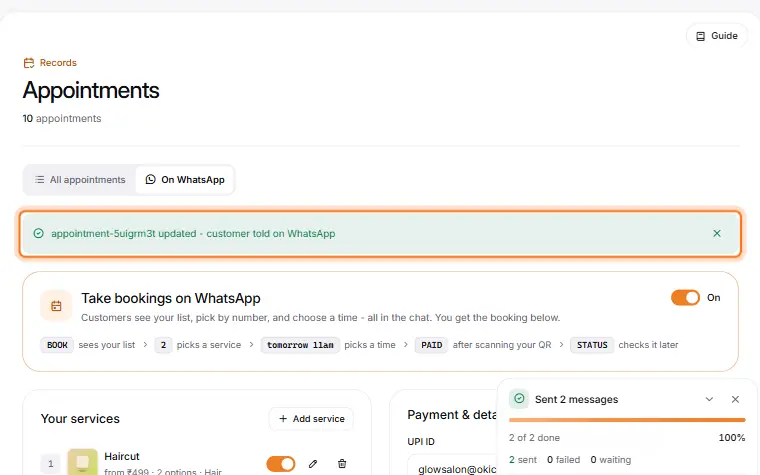 Guide
Records
Appointments
10 appointments
All appointments
On WhatsApp
appointment-5uigrm3t updated - customer told on WhatsApp
Take bookings on WhatsApp
On
Customers see your list, pick by number, and choose a time - all in the chat. You get the booking below.
BOOK sees your list > 2 picks a service > tomorrow 11am picks a time > PAID after scanning your QR > STATUS checks it later
Your services
+ Add service
1
Haircut
from ₹499 · 2 options · Hair
Payment &
UPI ID
glowsalon@okic
Sent 2 messages
2 of 2 done
100%
2 sent 0 failed 0 waiting